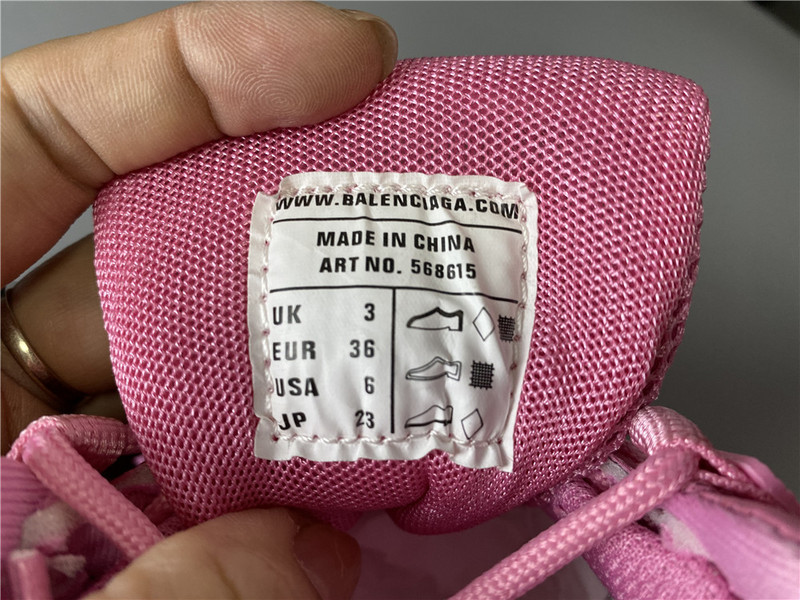 WWW.BALENCIAGA.COM
MADE IN CHINA
ART NO. 568615
UK 3
EUR 36
USA 6
JP 23